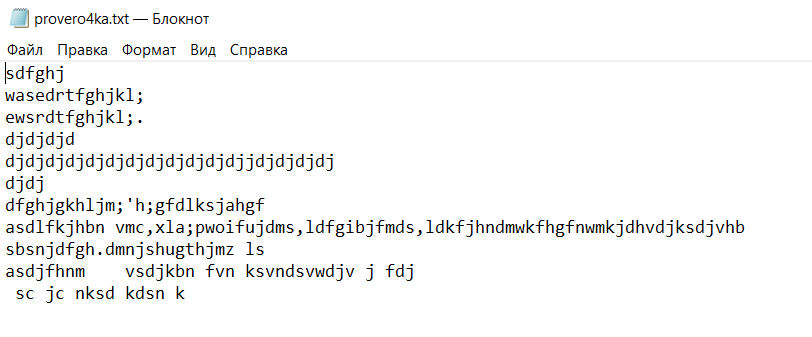 provero4ka.txt — Блокнот
Файл Правка Формат Вид Справка
sdfghj
wasedrtfghjkl;
ewsrdtfghjkl;.
djdjdjd
djdjdjdjdjdjdjdjdjdjdjdjjdjdjdjdj
djdj
dfghjgkhljm;'h;gfdlksjahgf
asdlfkjhbn vmc,xla;pwoifujdms,ldfgibjfmds,ldkfjhndmwkfhgfnwmkjdhvdjksdjvhb
sbsnjdfgh.dmnjshugthjmz ls
asdjfhnm    vsdjkbn fvn ksvndsvwdjv j fdj
 sc jc nksd kdsn k